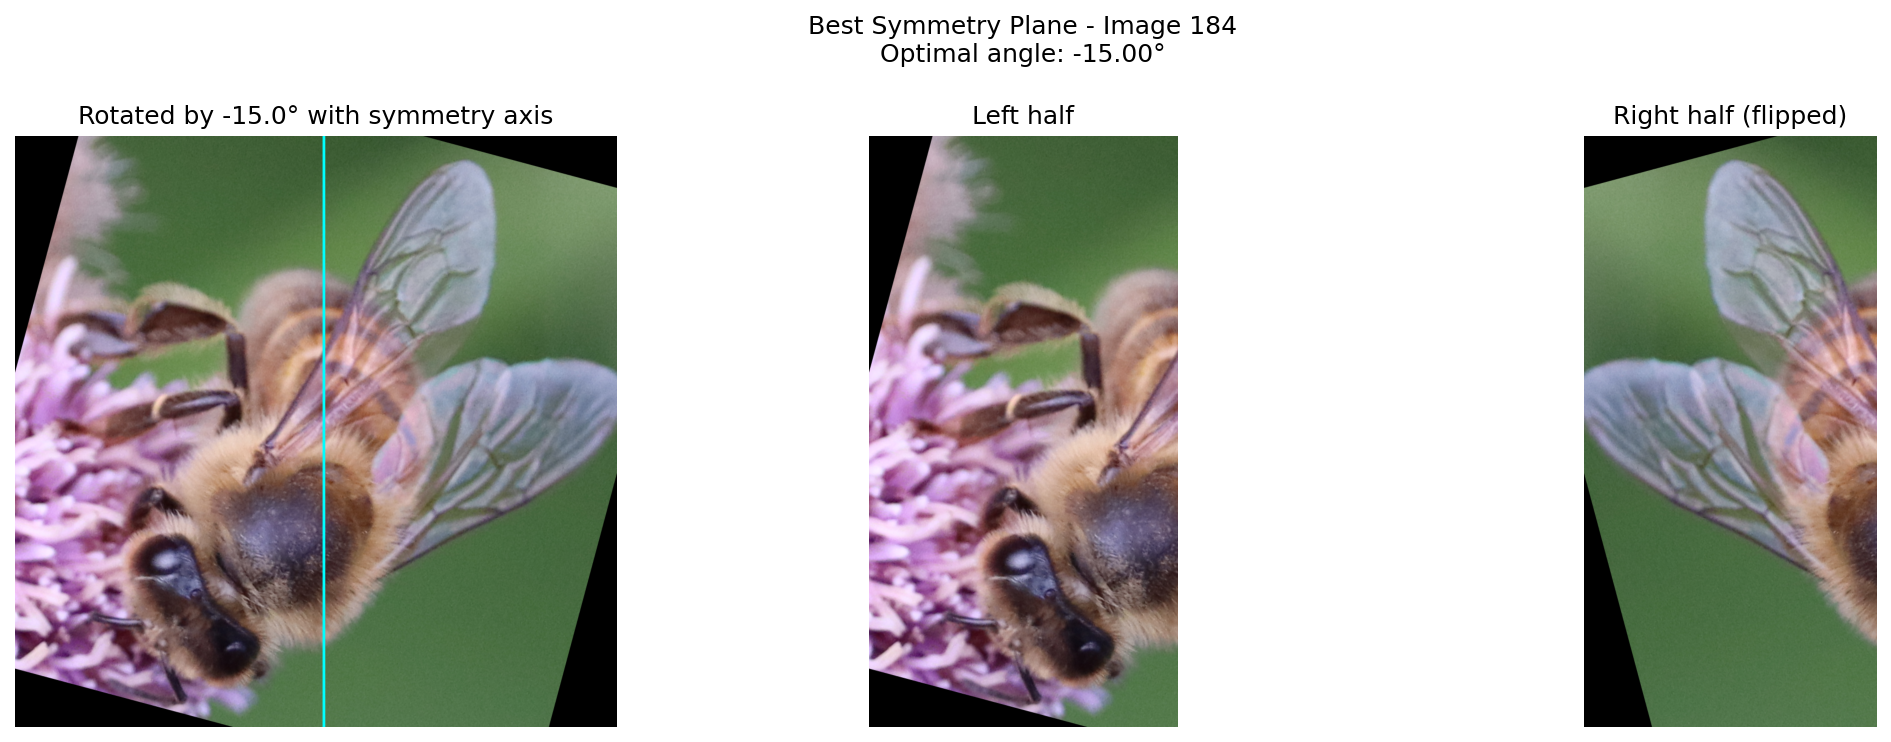 Best Symmetry Plane - Image 184
Optimal angle: -15.00°
Rotated by -15.0° with symmetry axis
Left half
Right half (flipped)